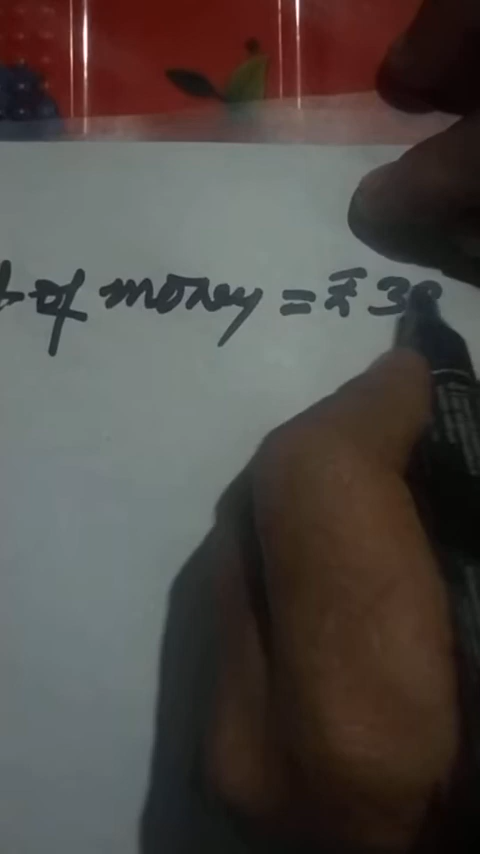 of money = ₹ 3